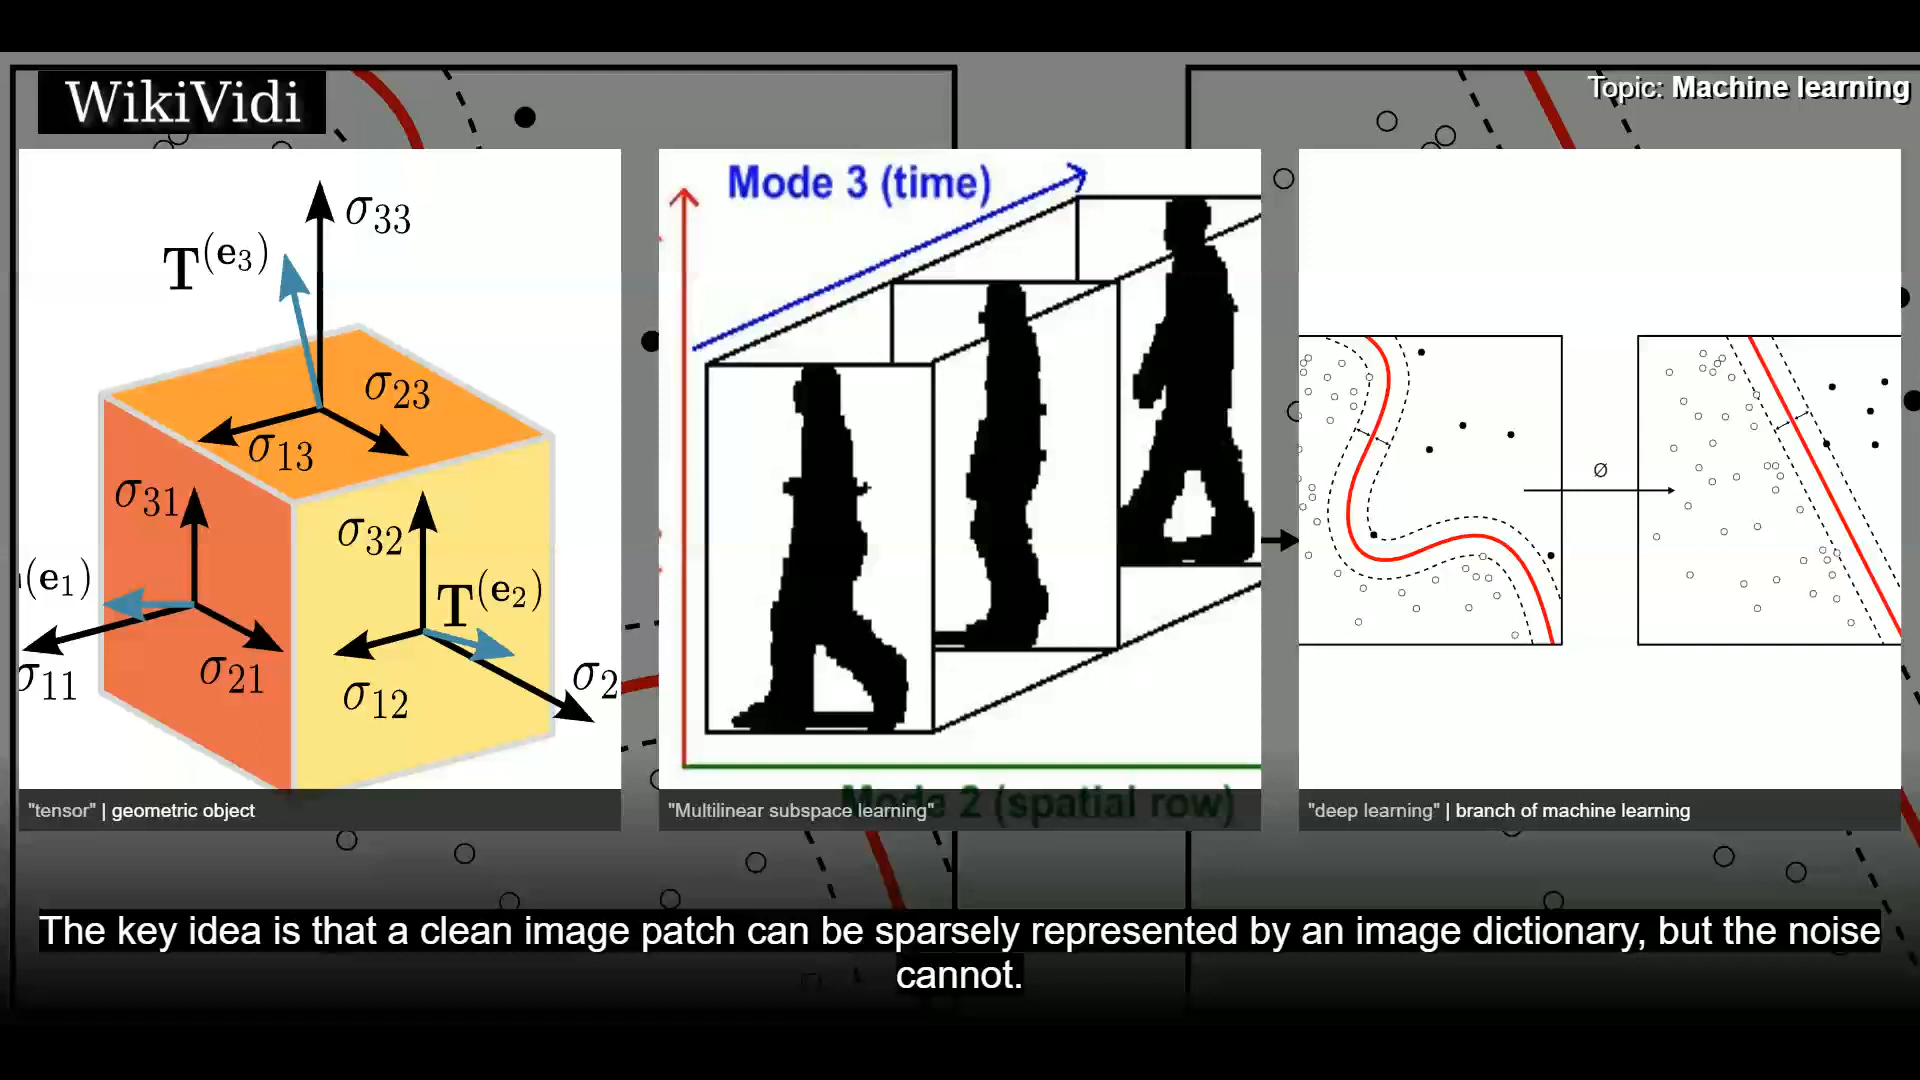 WikiVidi
Topic: Machine learning
σ33
T(e3)
σ23
σ13
σ31
σ32
(e1)
T(e2)
σ11
σ21
σ12
σ2
"tensor" | geometric object
Mode 3 (time)
Mode 2 (spatial row)
"Multilinear subspace learning"
Ø
"deep learning" | branch of machine learning
The key idea is that a clean image patch can be sparsely represented by an image dictionary, but the noise
cannot.